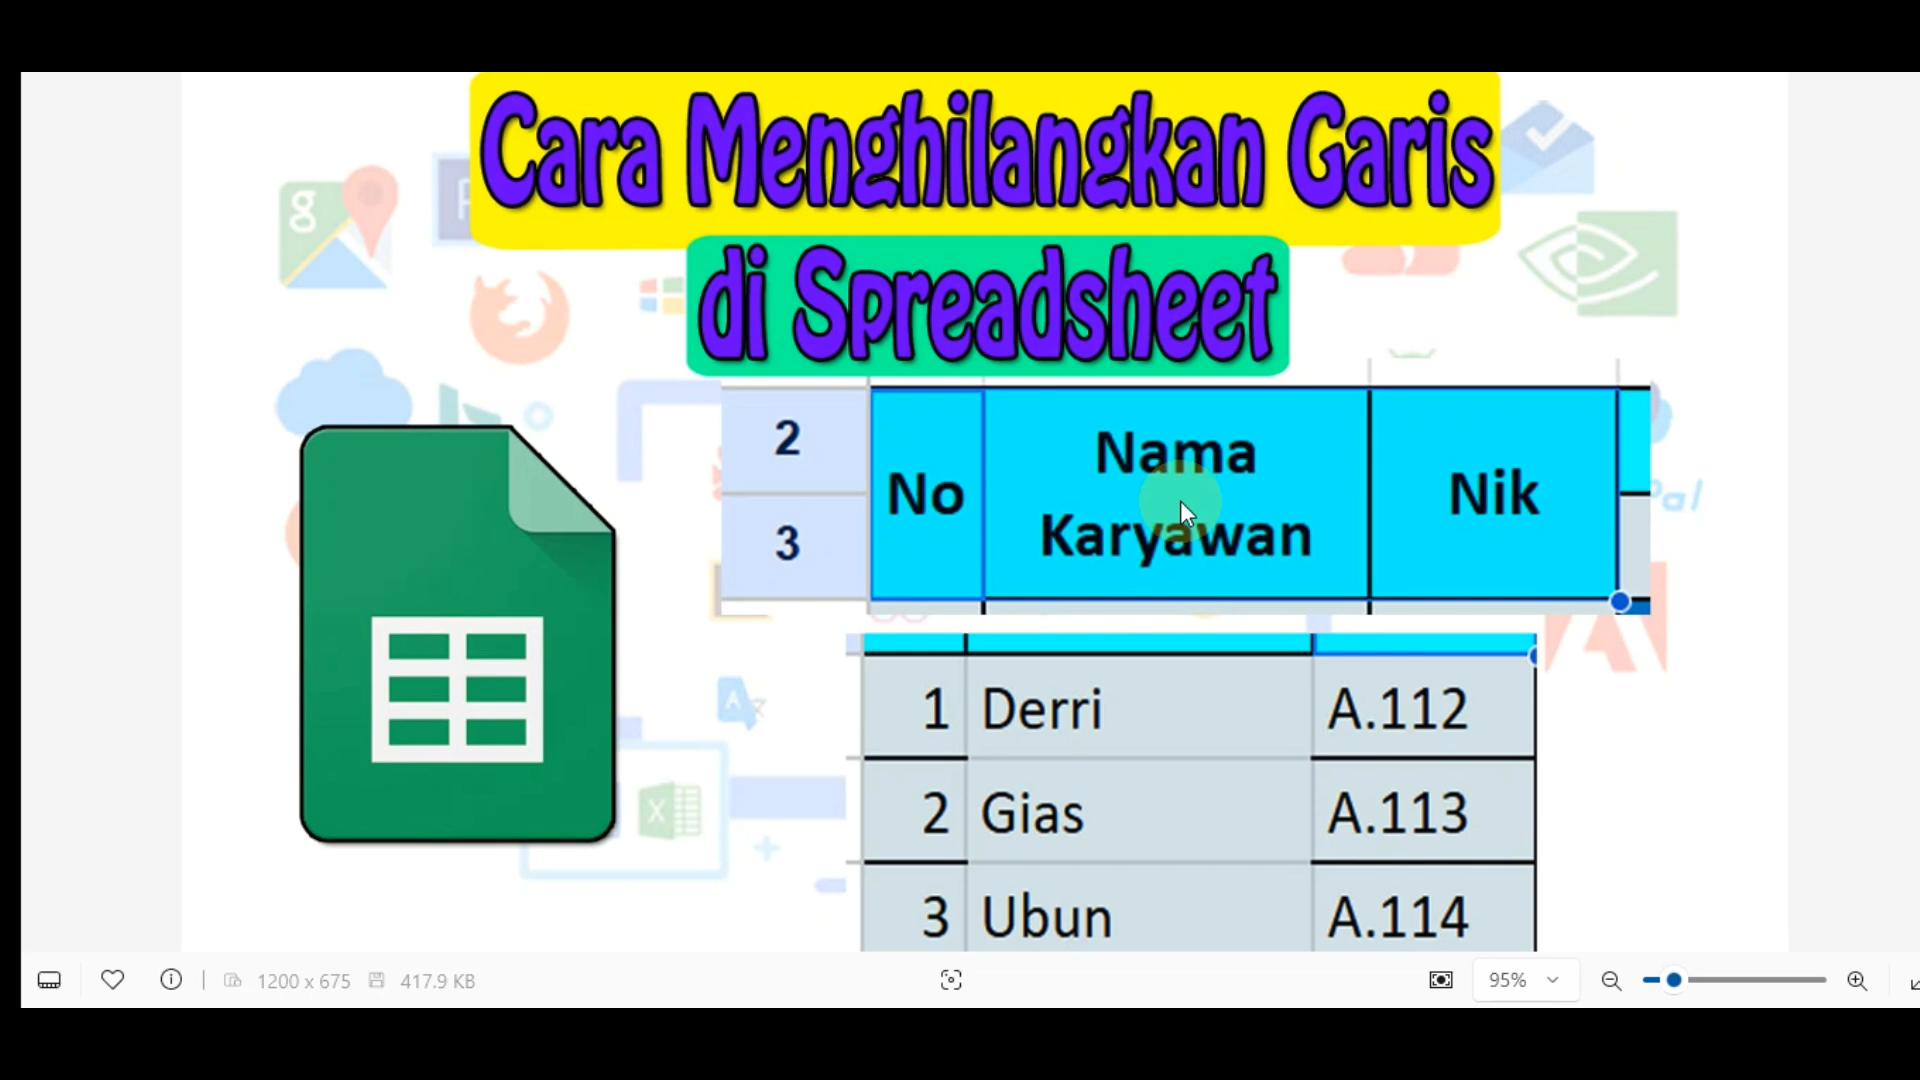 Cara Menghilangkan Garis
di Spreadsheet
2
3
No
Nama
Karyawan
Nik
1 Derri A.112
2 Gias A.113
3 Ubun A.114
1200 x 675 417.9 KB 95%